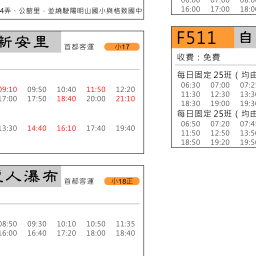 4弄、公館里，並繞駛陽明山國小與格致國中
新安里 首都客運 小17
09:10 09:50 10:40 11:50 12:20
17:00 17:50 18:40 20:00 21:10
13:30 14:40 16:10 17:40 19:40
人瀑布 首都客運 小18正
08:50 09:30 10:10 10:50 11:35
16:00 16:40 17:20 18:00 18:40
16:00 17:00 18:00
F511 自
收費：免費
每日固定 25班（均由
06:30 07:00 07:2
11:30 12:30 13:3
18:30 19:00 19:3
每日固定 25班（均由
06:50 07:20 07:4
11:50 12:50 13:5
18:50 19:20 19:5